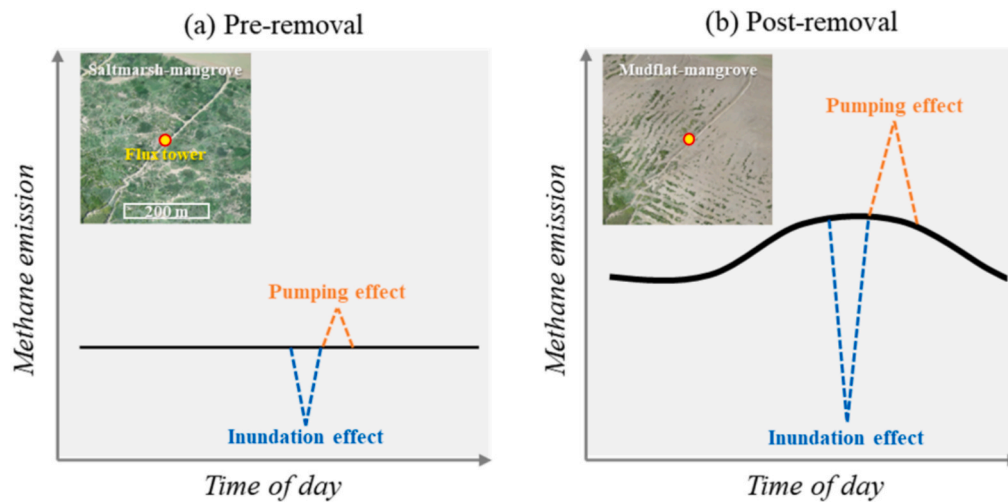 (a) Pre-removal
Saltmarsh-mangrove
Flux tower
200 m
Pumping effect
Inundation effect
Methane emission
Time of day
(b) Post-removal
Mudflat-mangrove
Pumping effect
Inundation effect
Methane emission
Time of day